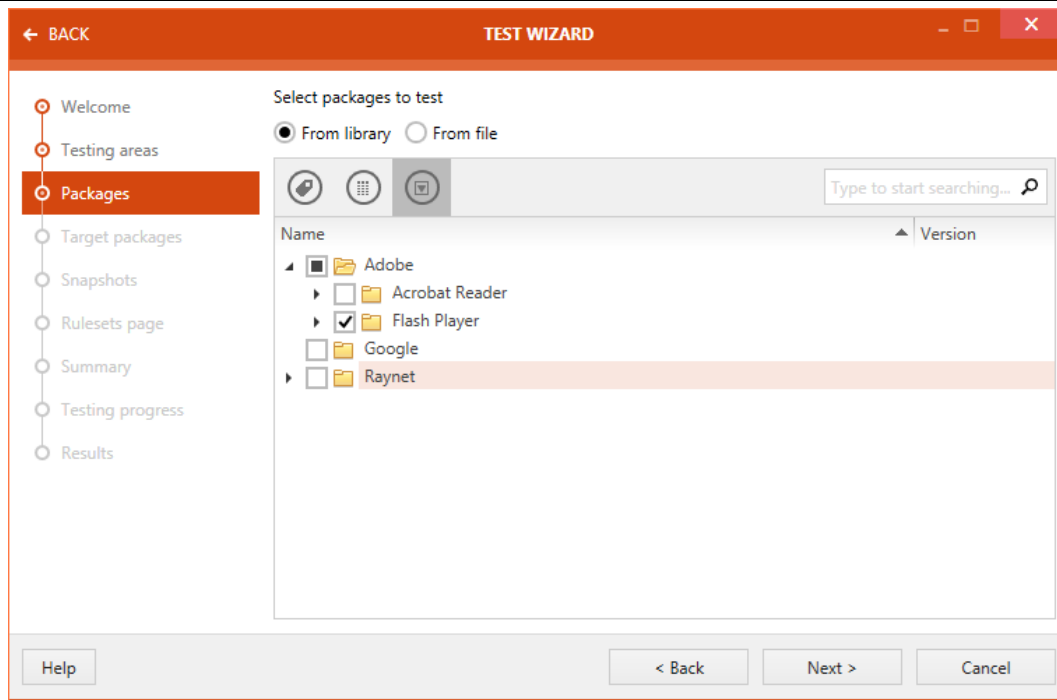 BACK
TEST WIZARD
Welcome
Testing areas
Packages
Target packages
Snapshots
Rulesets page
Summary
Testing progress
Results
Select packages to test
From library From file
Type to start searching...
Name Version
Adobe
Acrobat Reader
Flash Player
Google
Raynet
Help < Back Next > Cancel